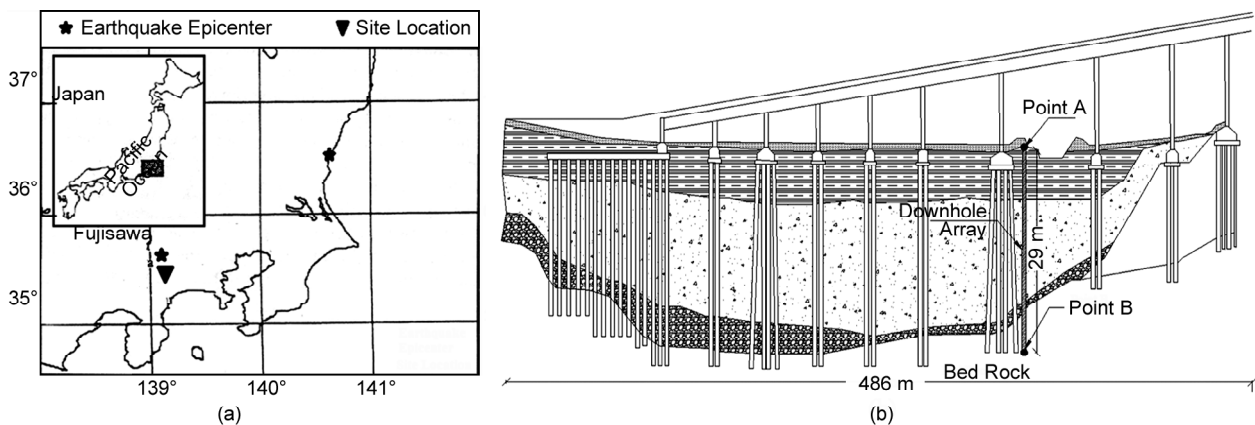 Earthquake Epicenter
Site Location
37°
Japan
Pacific
36°
Fujisawa
35°
139°
140°
141°
(a)
Point A
Downhole
Array
29 m
Point B
Bed Rock
486 m
(b)